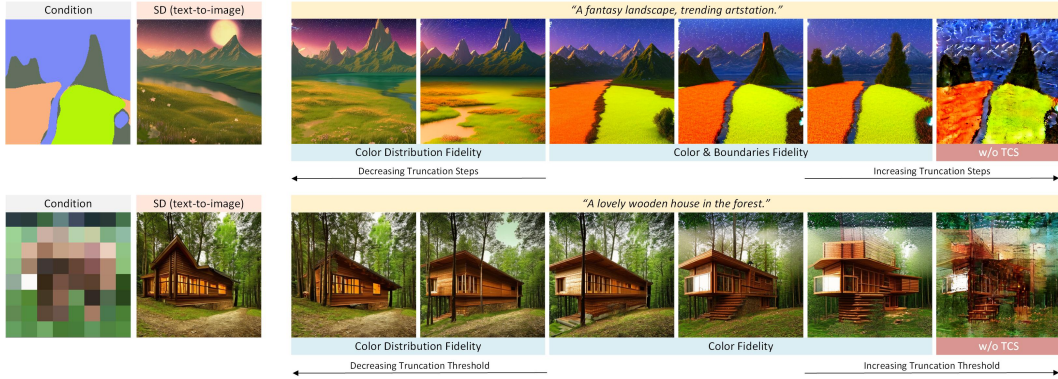 Condition
SD (text-to-image)
“A fantasy landscape, trending artstation.”
Color Distribution Fidelity
Color & Boundaries Fidelity
w/o TCS
Decreasing Truncation Steps
Increasing Truncation Steps
Condition
SD (text-to-image)
“A lovely wooden house in the forest.”
Color Distribution Fidelity
Color Fidelity
w/o TCS
Decreasing Truncation Threshold
Increasing Truncation Threshold